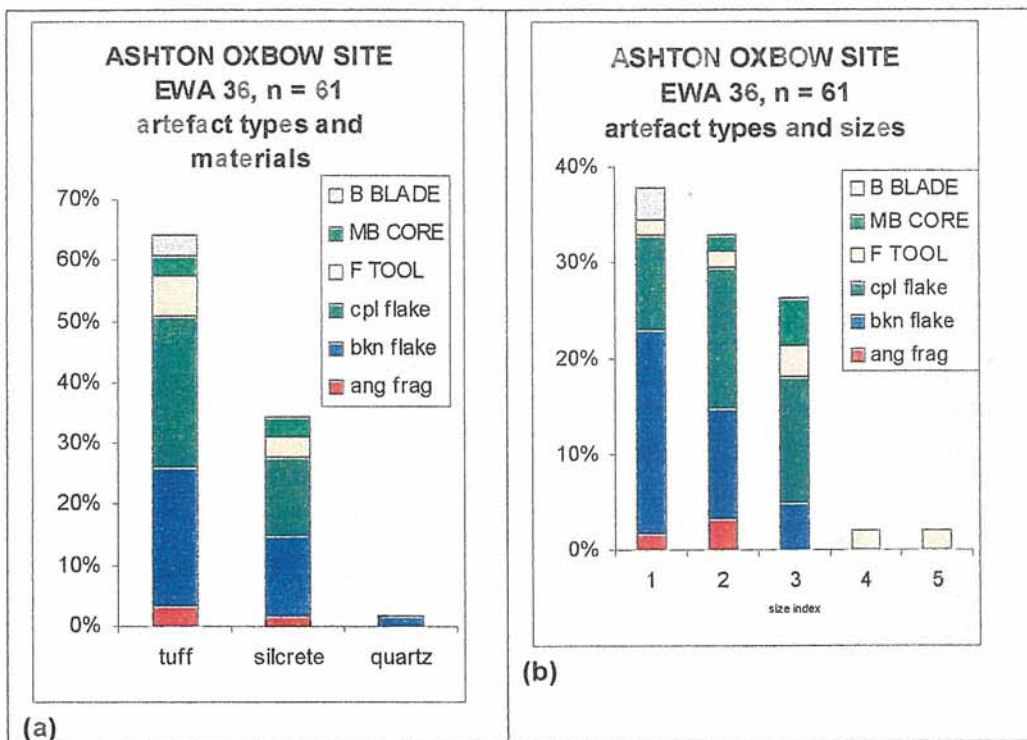 ASHTON OXBOW SITE
EWA 36, n = 61
artefact types and
materials
70%
60%
50%
40%
30%
20%
10%
0%
B BLADE
MB CORE
F TOOL
cpl flake
bkn flake
ang frag
tuff silcrete quartz
(a)
ASHTON OXBOW SITE
EWA 36, n = 61
artefact types and sizes
40%
30%
20%
10%
0%
B BLADE
MB CORE
F TOOL
cpl flake
bkn flake
ang frag
1 2 3 4 5
size index
(b)